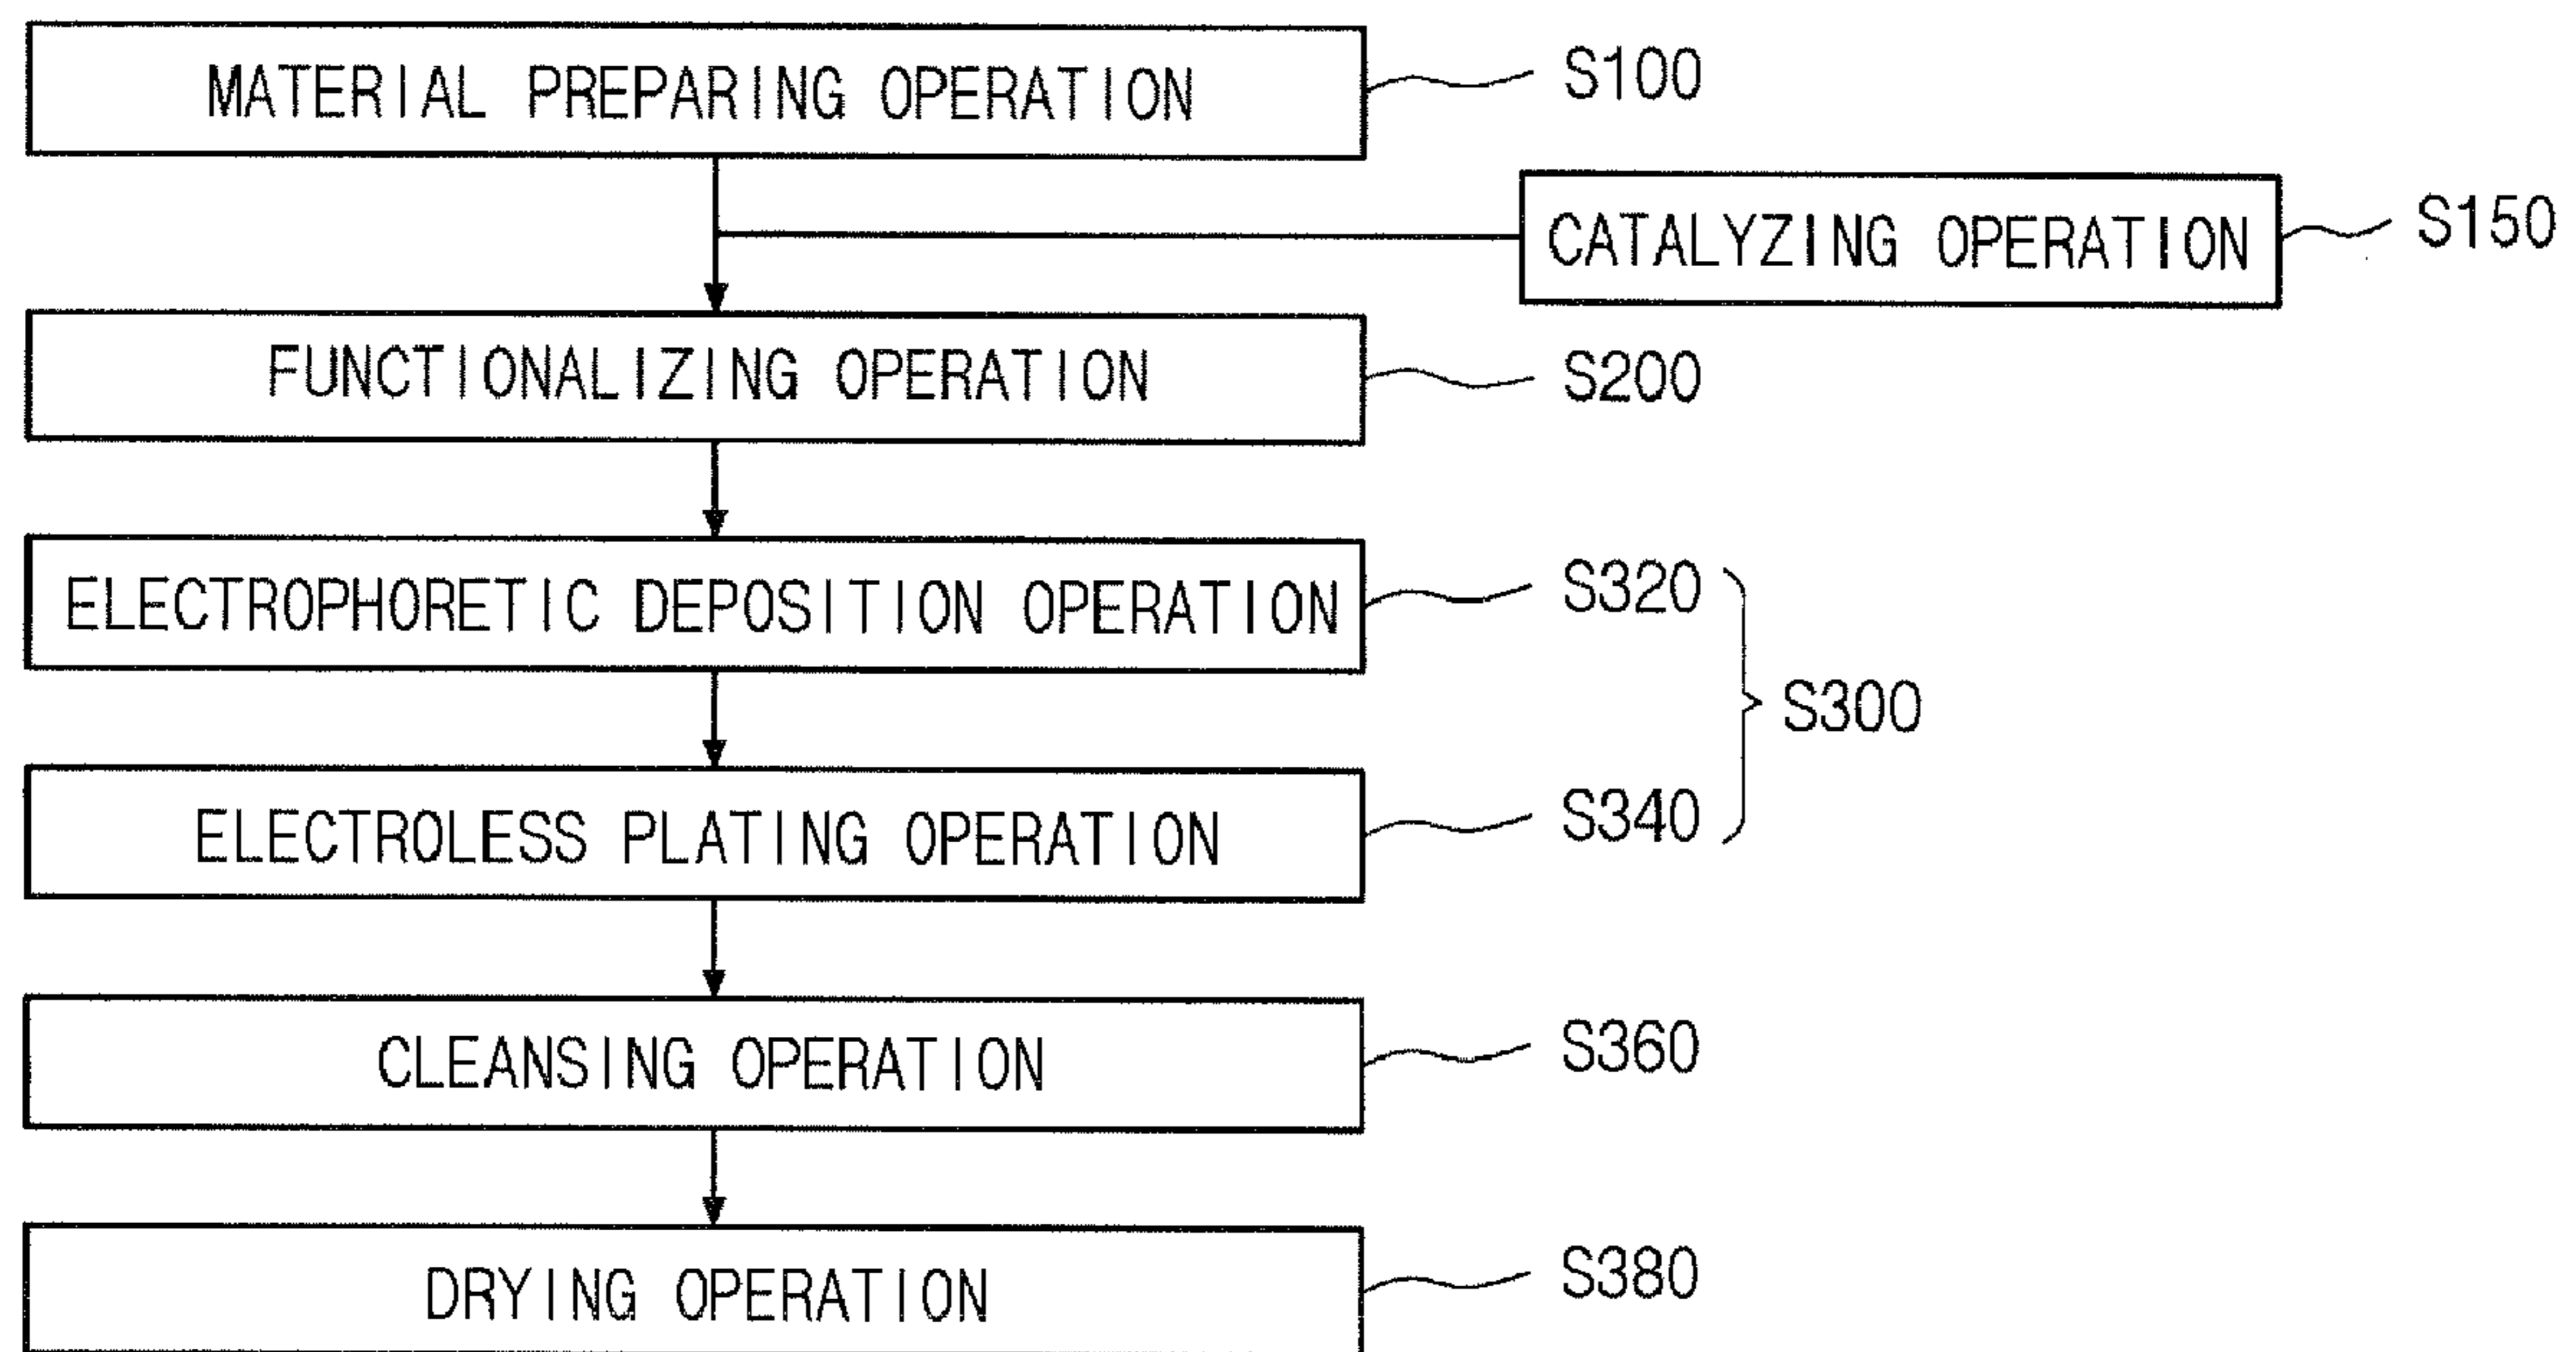 MATERIAL PREPARING OPERATION
S100
CATALYZING OPERATION
S150
FUNCTIONALIZING OPERATION
S200
ELECTROPHORETIC DEPOSITION OPERATION
S320
S300
ELECTROLESS PLATING OPERATION
S340
CLEANSING OPERATION
S360
DRYING OPERATION
S380